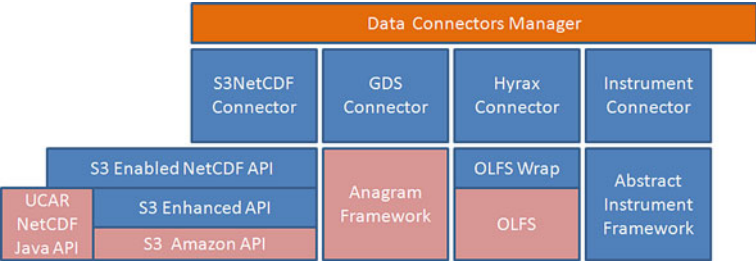 Data Connectors Manager
S3NetCDF
Connector
GDS
Connector
Hyrax
Connector
Instrument
Connector
S3 Enabled NetCDF API
UCAR
NetCDF
Java API
S3 Enhanced API
S3 Amazon API
Anagram
Framework
OLFS Wrap
OLFS
Abstract
Instrument
Framework